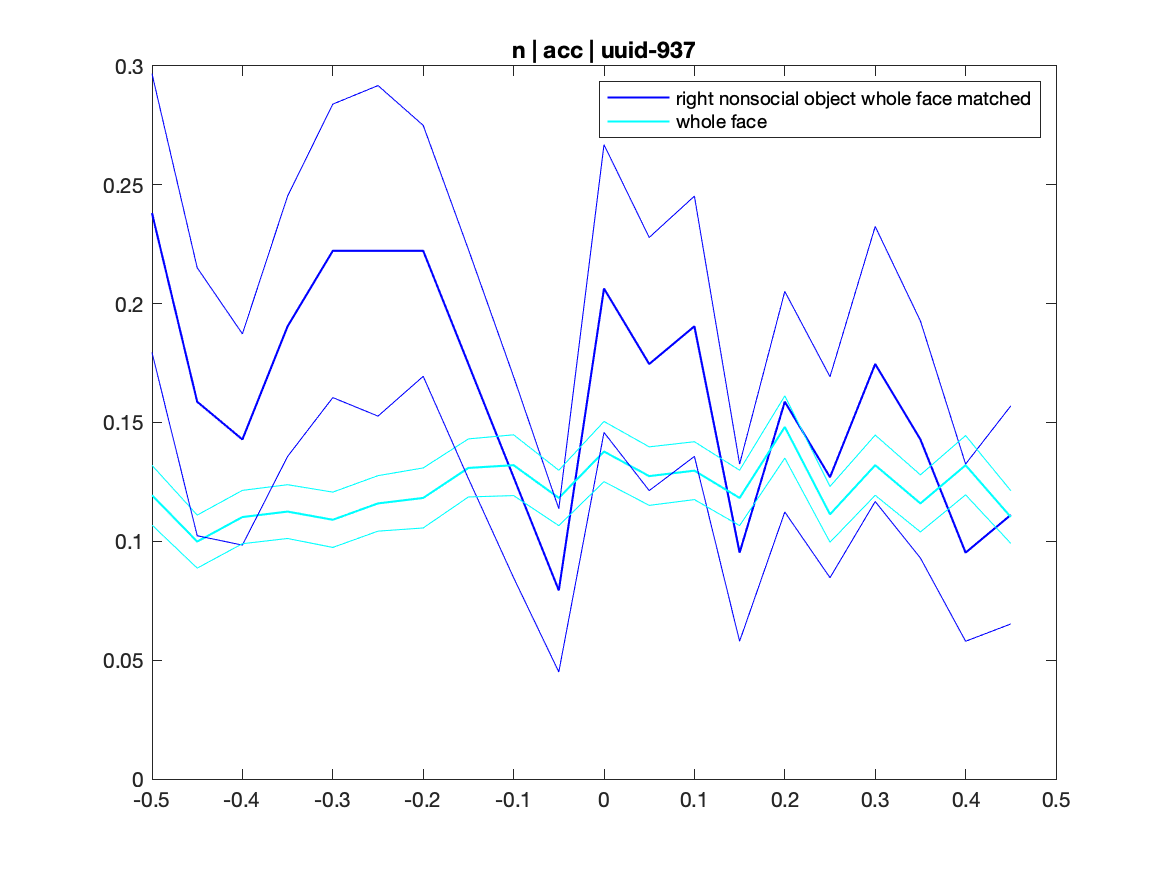 n | acc | uuid-937
right nonsocial object whole face matched
whole face
0.3
0.25
0.2
0.15
0.1
0.05
0
-0.5 -0.4 -0.3 -0.2 -0.1 0 0.1 0.2 0.3 0.4 0.5